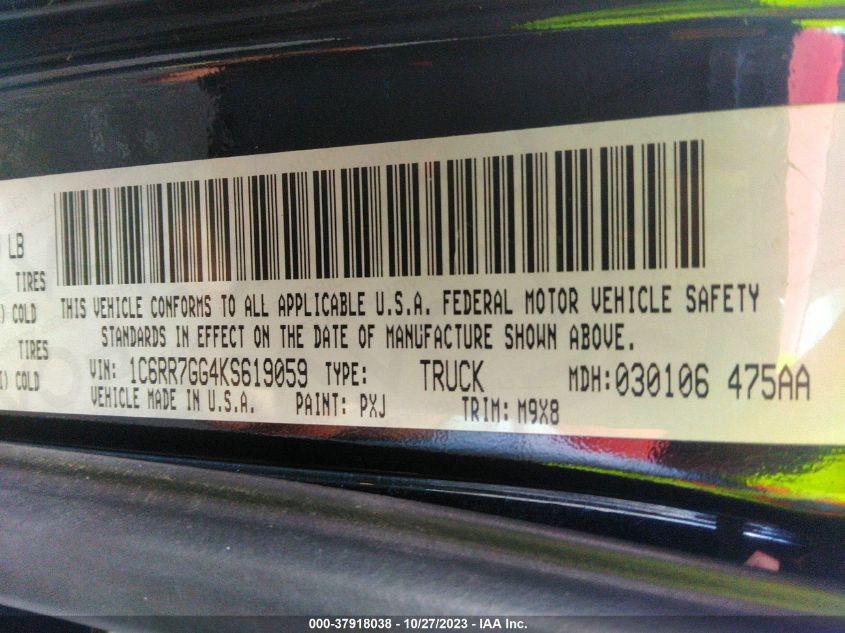 LB
TIRES
) COLD
TIRES
I) COLD
THIS VEHICLE CONFORMS TO ALL APPLICABLE U.S.A. FEDERAL MOTOR VEHICLE SAFETY
STANDARDS IN EFFECT ON THE DATE OF MANUFACTURE SHOWN ABOVE.
VIN: 1C6RR7GG4KS619059 TYPE: TRUCK MDH:030106 475AA
VEHICLE MADE IN U.S.A. PAINT: PXJ TRIM: M9X8
000-37918038 - 10/27/2023 - IAA Inc.